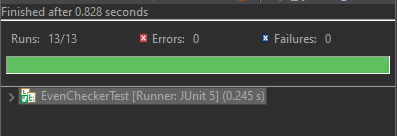 Finished after 0.828 seconds
Runs: 13/13 Errors: 0 Failures: 0
EvenCheckerTest [Runner: JUnit 5] (0.245 s)